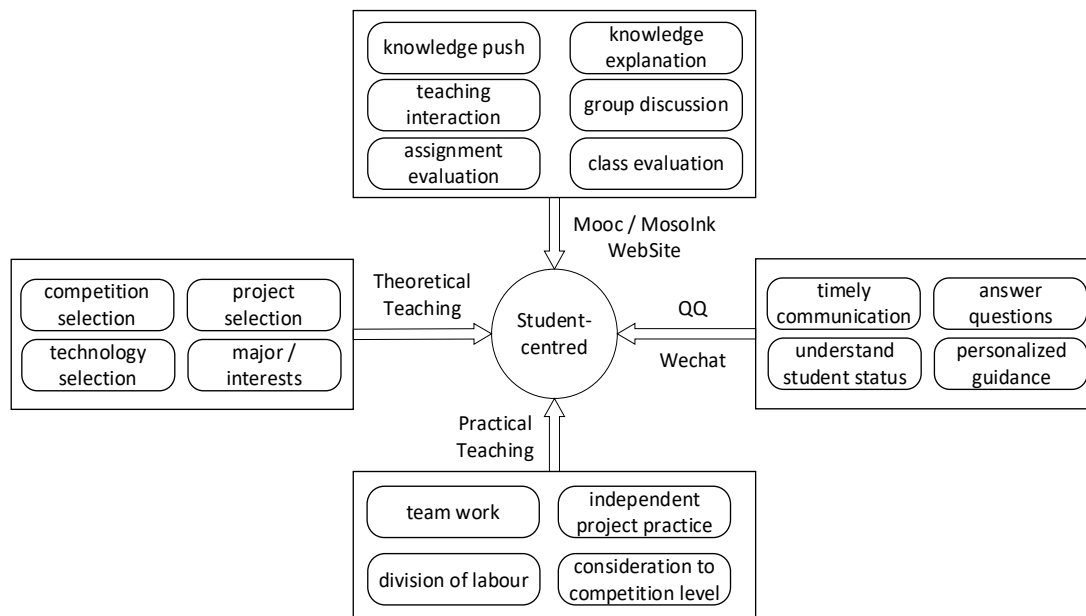 knowledge push
knowledge
explanation
teaching
interaction
group discussion
assignment
evaluation
class evaluation
Mooc / MosoInk
WebSite
competition
selection
project
selection
technology
selection
major /
interests
Theoretical
Teaching
Student-
centred
QQ
Wechat
timely
communication
answer
questions
understand
student status
personalized
guidance
Practical
Teaching
team work
independent
project practice
division of labour
consideration to
competition level